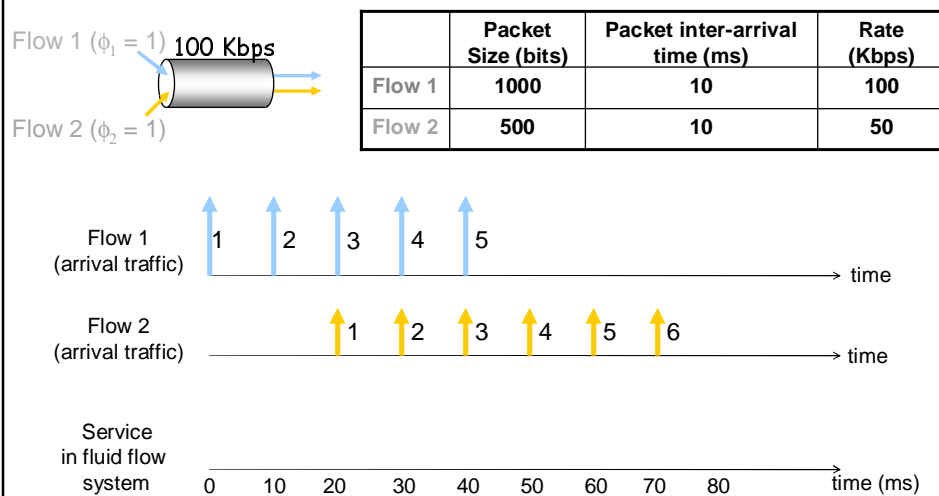 Flow 1 (ϕ1 = 1)
100 Kbps
Flow 2 (ϕ2 = 1)
Packet Size (bits) Packet inter-arrival time (ms) Rate (Kbps)
Flow 1 1000 10 100
Flow 2 500 10 50
Flow 1 (arrival traffic)
1 2 3 4 5
time
Flow 2 (arrival traffic)
1 2 3 4 5 6
time
Service in fluid flow system
0 10 20 30 40 50 60 70 80 time (ms)